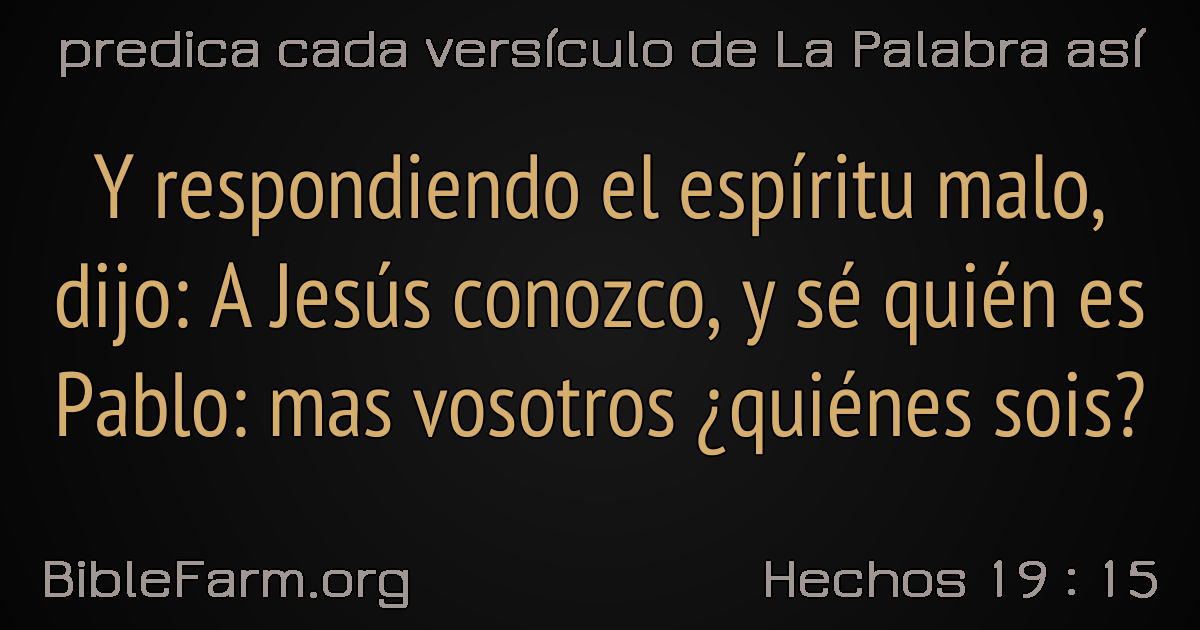 predica cada versículo de La Palabra así
Y respondiendo el espíritu malo,
dijo: A Jesús conozco, y sé quién es
Pablo: mas vosotros ¿quiénes sois?
BibleFarm.org
Hechos 19 : 15